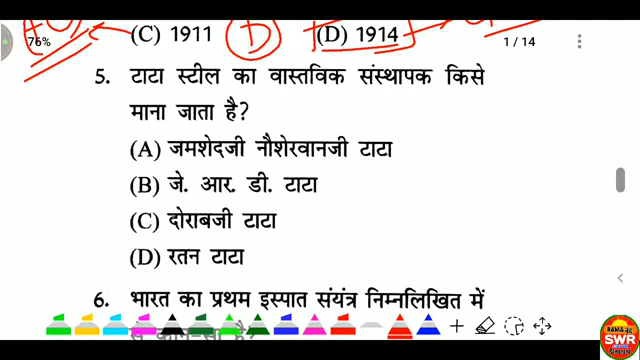 76%
(C) 1911 D (D) 1914
1 / 14
5. टाटा स्टील का वास्तविक संस्थापक किसे
माना जाता है?
(A) जमशेदजी नौशेरवानजी टाटा
(B) जे. आर. डी. टाटा
(C) दोराबजी टाटा
(D) रतन टाटा
6. भारत का प्रथम इस्पात संयंत्र निम्नलिखित में
से कौन-सा है?
SWR